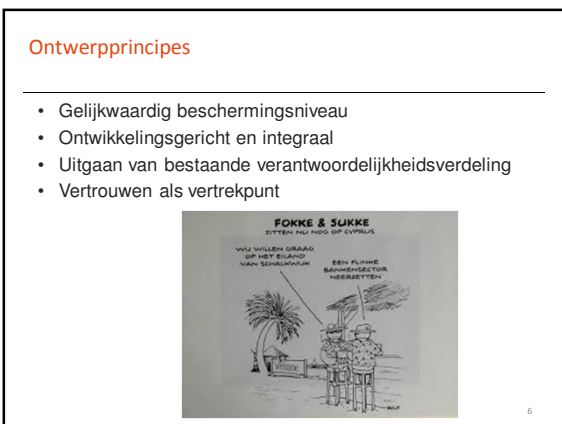 Ontwerpprincipes
• Gelijkwaardig beschermingsniveau
• Ontwikkelingsgericht en integraal
• Uitgaan van bestaande verantwoordelijkheidsverdeling
• Vertrouwen als vertrekpunt
FOKKE & SUKKE
ZITTEN NU NOG OP CYPRUS
WIJ WILLEN GRAAG
OP HET EILAND
VAN SCHALKWIJK
EEN FLINKE
BANKENSECTOR
NEERZETTEN
6